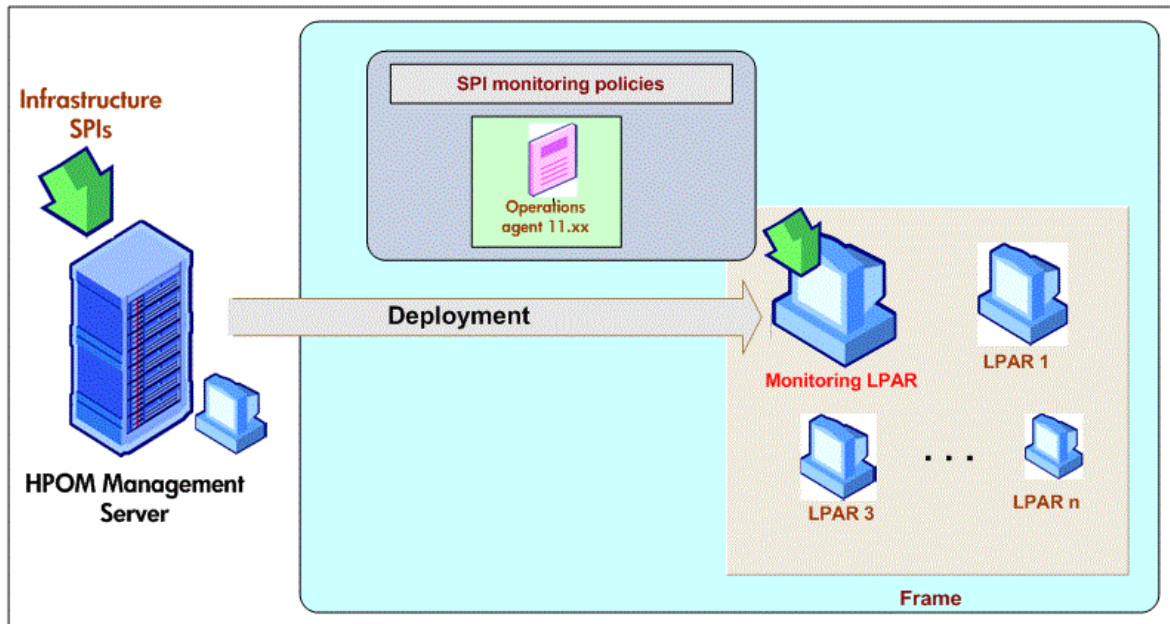 Infrastructure
SPIs
SPI monitoring policies
Operations
agent 11.xx
Deployment
HPOM Management
Server
Monitoring LPAR
LPAR 1
LPAR 3
. . .
LPAR n
Frame